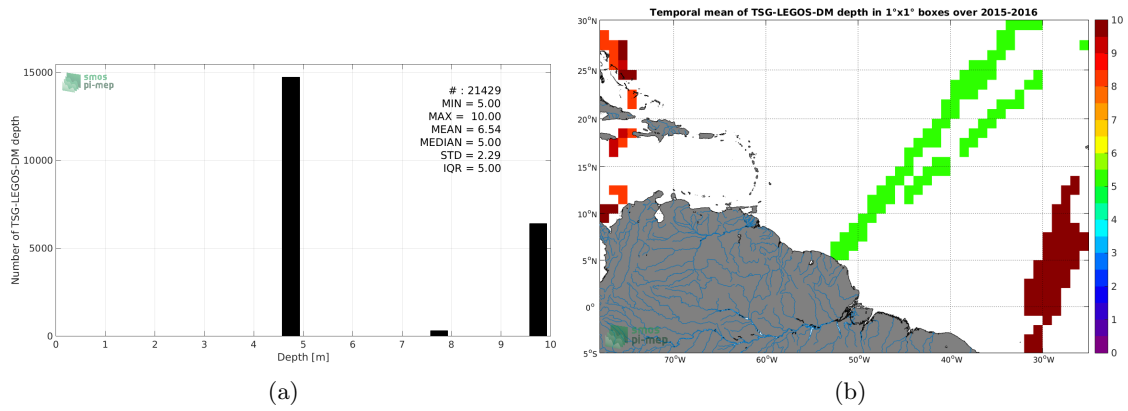 smos
pi-mep
# : 21429
MIN = 5.00
MAX = 10.00
MEAN = 6.54
MEDIAN = 5.00
STD = 2.29
IQR = 5.00
Number of TSG-LEGOS-DM depth
15000
10000
5000
0
0 1 2 3 4 5 6 7 8 9 10
Depth [m]
(a)
Temporal mean of TSG-LEGOS-DM depth in 1°x1° boxes over 2015-2016
30°N
25°N
20°N
15°N
10°N
5°N
0°
5°S
70°W 60°W 50°W 40°W 30°W
smos
pi-mep
10
9
8
7
6
5
4
3
2
1
0
(b)